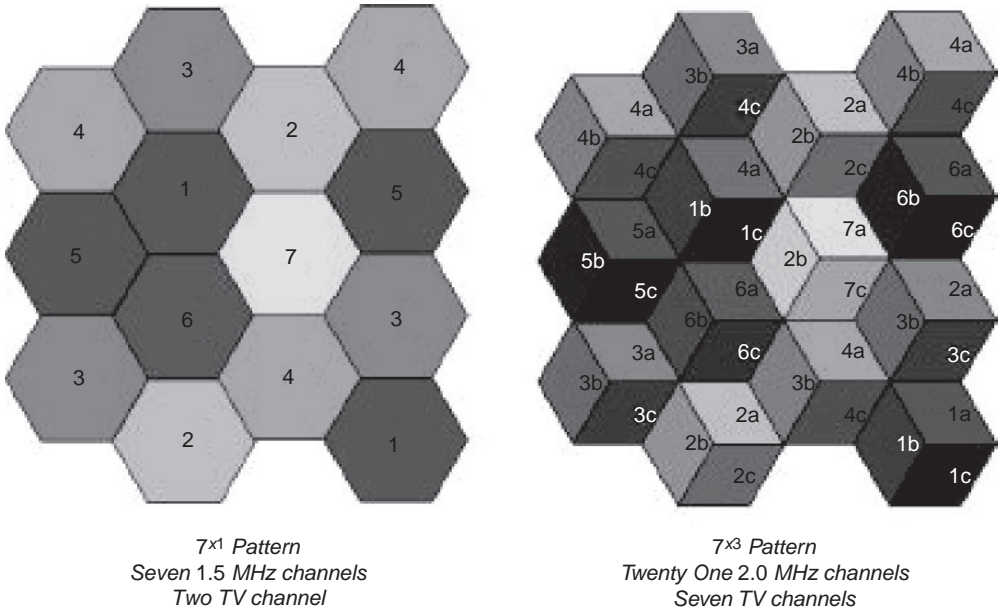 3
4
4
2
1
5
5
7
6
3
3
4
2
1
3a
4a
3b
4b
4a
4c
2a
4c
4b
2b
4c
4a
2c
6a
6b
1b
5a
1c
7a
6c
5b
2b
5c
6a
7c
2a
6b
3b
3a
6c
4a
3c
3b
3b
3c
2a
4c
1a
2b
1b
2c
1c
7x1 Pattern
Seven 1.5 MHz channels
Two TV channel
7x3 Pattern
Twenty One 2.0 MHz channels
Seven TV channels